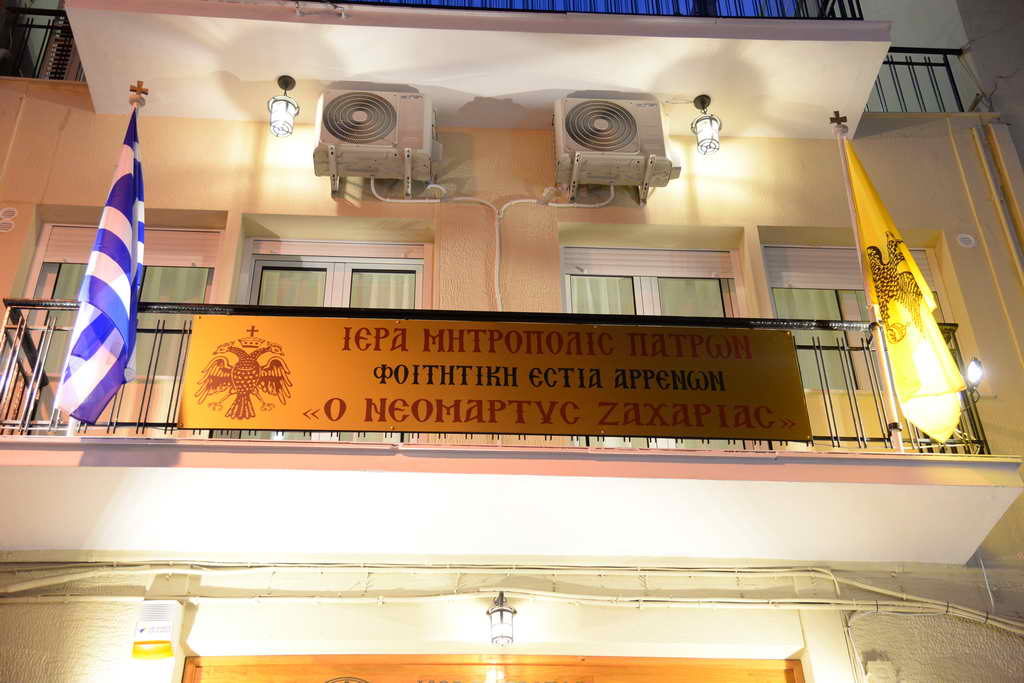 ΙΕΡΑ ΜΗΤΡΟΠΟΛΙΣ ΠΑΤΡΩΝ
ΦΟΙΤΗΤΙΚΗ ΕΣΤΙΑ ΑΡΡΕΝΩΝ
«Ο ΝΕΟΜΑΡΤΥΣ ΖΑΧΑΡΙΑΣ»